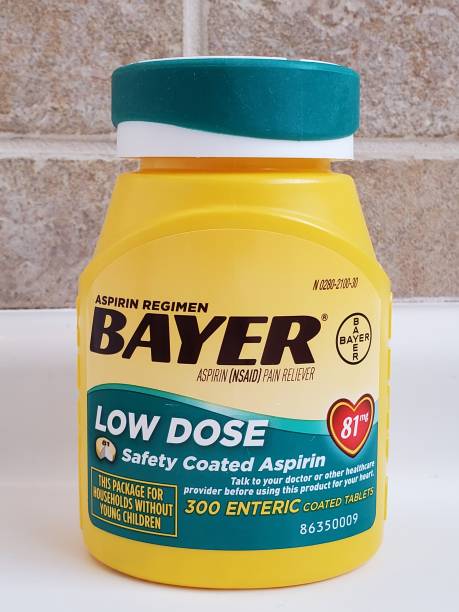 N 0280-2100-30
ASPIRIN REGIMEN
BAYER®
BAYER
BAYER
ASPIRIN (NSAID) PAIN RELIEVER
LOW DOSE
81mg
81
Safety Coated Aspirin
Talk to your doctor or other healthcare
provider before using this product for your heart.
THIS PACKAGE FOR
HOUSEHOLDS WITHOUT
YOUNG CHILDREN
300 ENTERIC COATED TABLETS
86350009